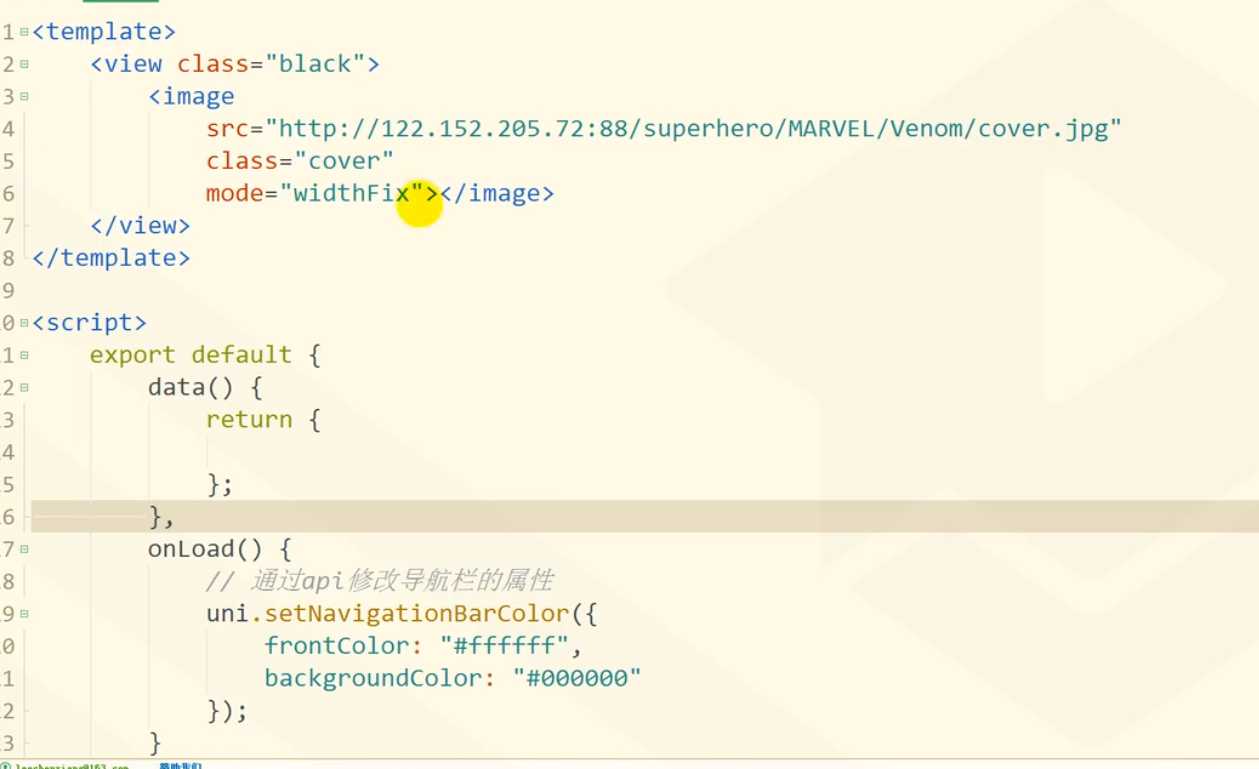 1 <template>
2 <view class="black">
3 <image
4 src="http://122.152.205.72:88/superhero/MARVEL/Venom/cover.jpg"
5 class="cover"
6 mode="widthFix"></image>
7 </view>
8 </template>
9
0 <script>
1 export default {
2 data() {
3 return {
4
5 };
6 },
7 onLoad() {
8 // 通过api修改导航栏的属性
9 uni.setNavigationBarColor({
0 frontColor: "#ffffff",
1 backgroundColor: "#000000"
2 });
3 }